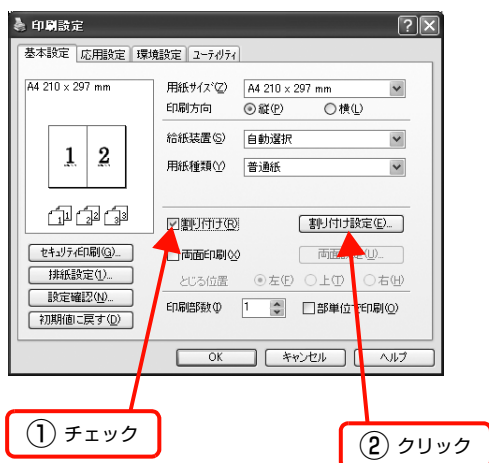 印刷設定
基本設定 応用設定 環境設定 ユーティリティ
A4 210 x 297 mm
用紙サイズ(Z) A4 210 x 297 mm
印刷方向 縦(P) 横(L)
給紙装置(S) 自動選択
用紙種類(Y) 普通紙
1 2
1 1 2 2 3 3
割り付け(R) 割り付け設定(E)...
セキュリティ印刷(G)...
両面印刷(X) 両面設定(U)...
排紙設定(1)...
とじる位置 左(F) 上(T) 右(H)
設定確認(N)...
印刷部数(I) 1 部単位で印刷(O)
初期値に戻す(D)
OK キャンセル ヘルプ
① チェック
② クリック